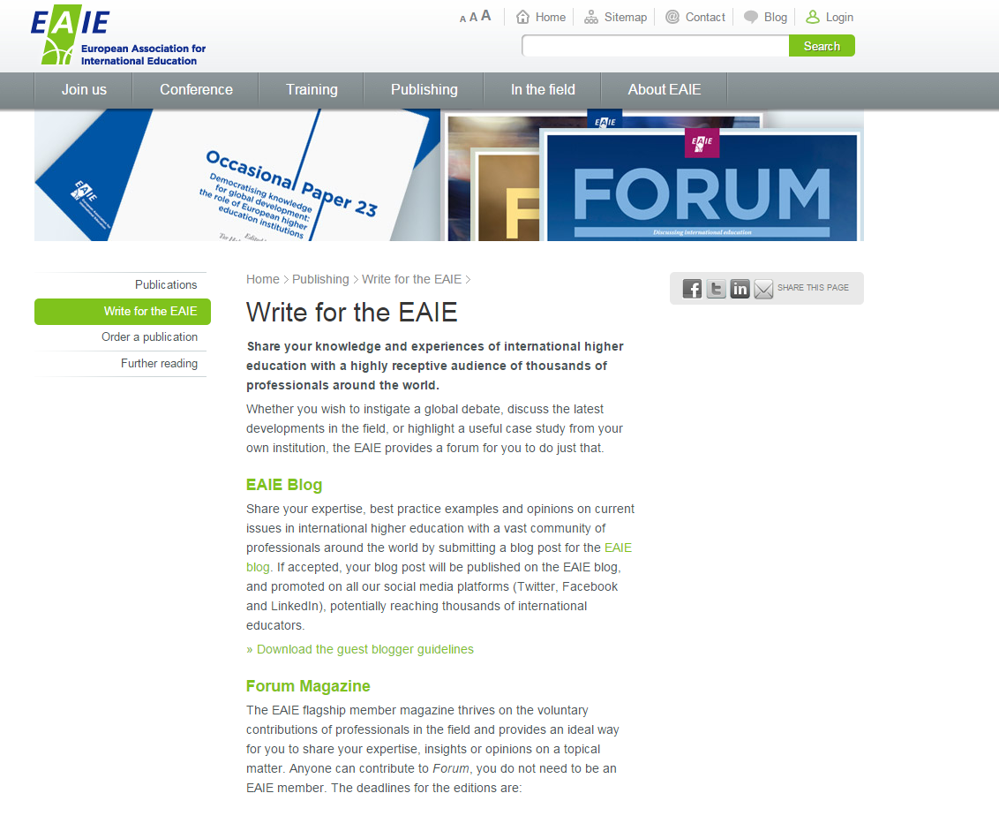 EAIE
European Association for
International Education
A A A
Home
Sitemap
Contact
Blog
Login
Search
Join us
Conference
Training
Publishing
In the field
About EAIE
EAIE
Occasional Paper 23
Democratising knowledge
for global development:
the role of European higher
education institutions
EAIE
EAIE
F
FORUM
Discussing international education
Publications
Write for the EAIE
Order a publication
Further reading
Home > Publishing > Write for the EAIE >
Write for the EAIE
SHARE THIS PAGE
Share your knowledge and experiences of international higher
education with a highly receptive audience of thousands of
professionals around the world.
Whether you wish to instigate a global debate, discuss the latest
developments in the field, or highlight a useful case study from your
own institution, the EAIE provides a forum for you to do just that.
EAIE Blog
Share your expertise, best practice examples and opinions on current
issues in international higher education with a vast community of
professionals around the world by submitting a blog post for the EAIE
blog. If accepted, your blog post will be published on the EAIE blog,
and promoted on all our social media platforms (Twitter, Facebook
and LinkedIn), potentially reaching thousands of international
educators.
» Download the guest blogger guidelines
Forum Magazine
The EAIE flagship member magazine thrives on the voluntary
contributions of professionals in the field and provides an ideal way
for you to share your expertise, insights or opinions on a topical
matter. Anyone can contribute to Forum, you do not need to be an
EAIE member. The deadlines for the editions are: